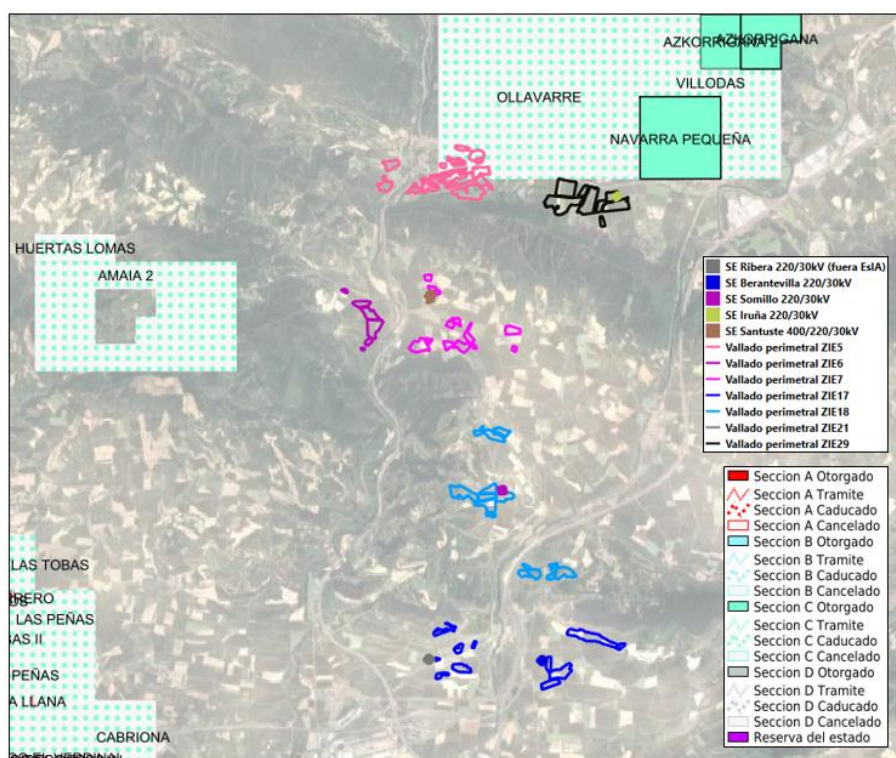 AZKORRIGANA 2
AZKORRIGANA
VILLODAS
OLLAVARRE
NAVARRA PEQUEÑA
HUERTAS LOMAS
AMAIA 2
SE Ribera 220/30kV (fuera EsIA)
SE Berantevilla 220/30kV
SE Somillo 220/30kV
SE Iruña 220/30kV
SE Santuste 400/220/30kV
Vallado perimetral ZIE5
Vallado perimetral ZIE6
Vallado perimetral ZIE7
Vallado perimetral ZIE17
Vallado perimetral ZIE18
Vallado perimetral ZIE21
Vallado perimetral ZIE29
Seccion A Otorgado
Seccion A Tramite
Seccion A Caducado
Seccion A Cancelado
Seccion B Otorgado
Seccion B Tramite
Seccion B Caducado
Seccion B Cancelado
Seccion C Otorgado
Seccion C Tramite
Seccion C Caducado
Seccion C Cancelado
Seccion D Otorgado
Seccion D Tramite
Seccion D Caducado
Seccion D Cancelado
Reserva del estado
LAS TOBAS
RERO
LAS PEÑAS
AS II
PEÑAS
A LLANA
CABRIONA